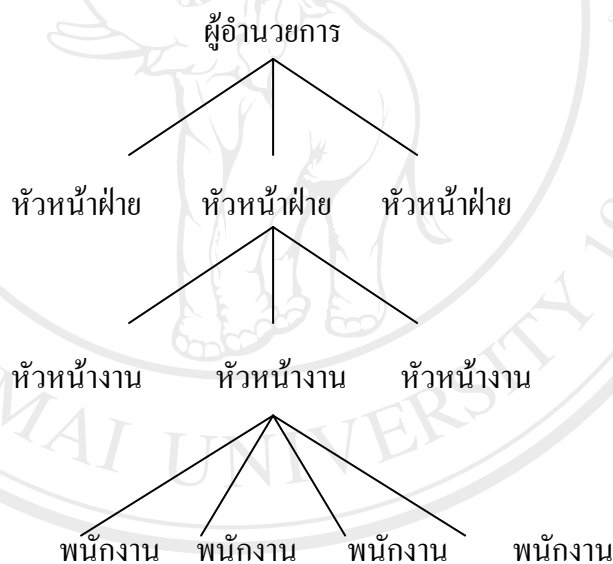 ผู้อำนวยการ
หัวหน้าฝ่าย หัวหน้าฝ่าย หัวหน้าฝ่าย
หัวหน้างาน หัวหน้างาน หัวหน้างาน
พนักงาน พนักงาน พนักงาน พนักงาน
MAI UNIVERSITY 19